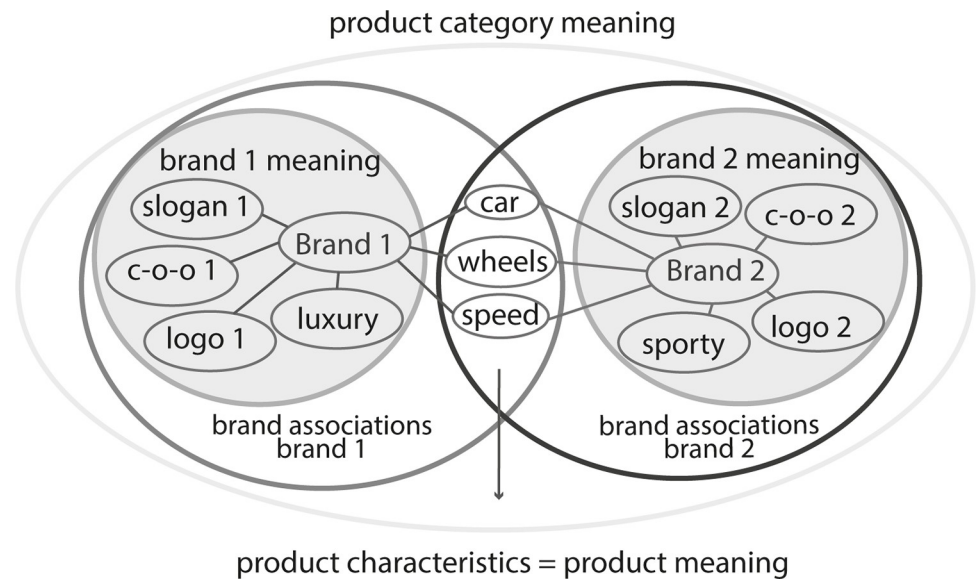 product category meaning
brand 1 meaning
slogan 1
Brand 1
c-o-o 1
logo 1
luxury
car
wheels
speed
brand 2 meaning
slogan 2
c-o-o 2
Brand 2
sporty
logo 2
brand associations
brand 1
brand associations
brand 2
product characteristics = product meaning